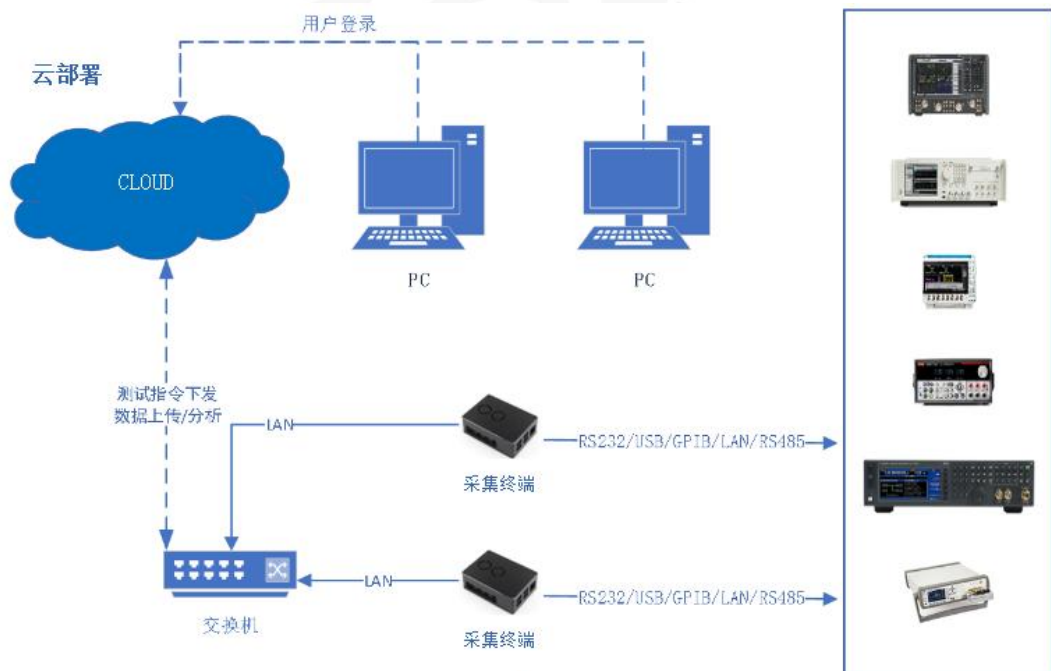 用户登录
云部署
CLOUD
PC
PC
测试指令下发
数据上传/分析
LAN
RS232/USB/GPIB/LAN/RS485
采集终端
LAN
RS232/USB/GPIB/LAN/RS485
交换机
采集终端